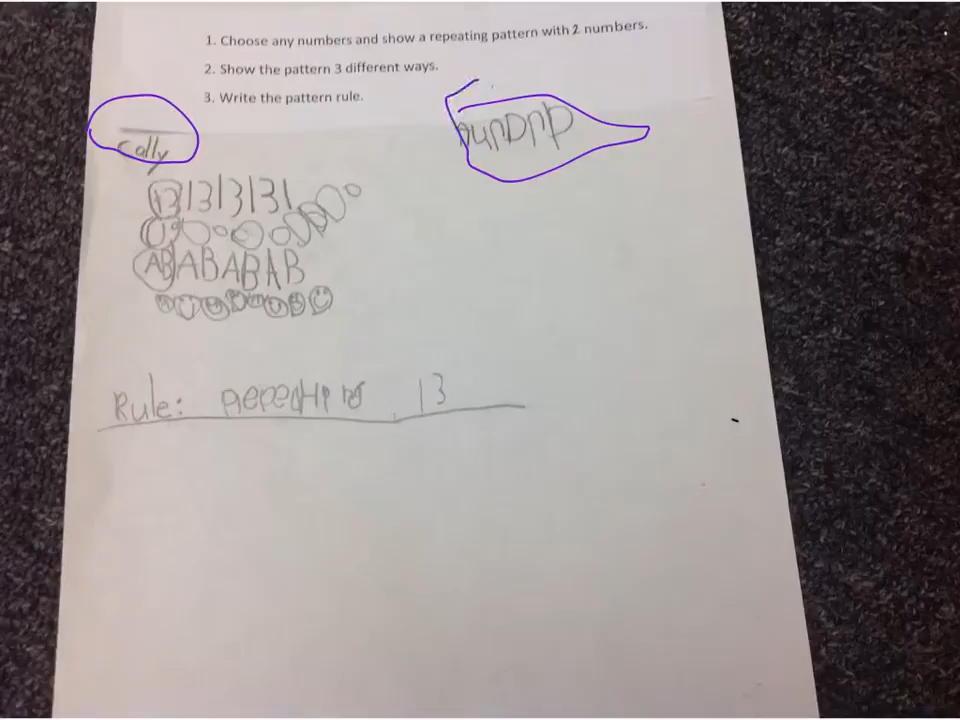 1. Choose any numbers and show a repeating pattern with 2 numbers.
2. Show the pattern 3 different ways.
3. Write the pattern rule.
Cally
131313131
ABABABAB
Rule: 13